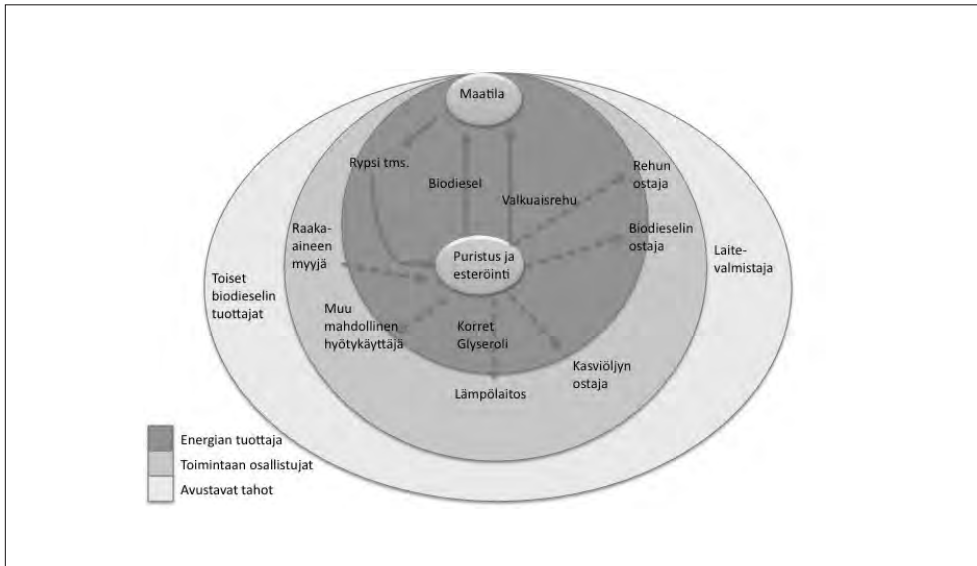 Maatila
Rypsi tms.
Biodiesel
Valkuaisrehu
Rehun
ostaja
Raaka-
aineen
myyjä
Biodieselin
ostaja
Puristus ja
esteröinti
Laite-
valmistaja
Toiset
biodieselin
tuottajat
Muu
mahdollinen
hyötykäyttäjä
Korret
Glyseroli
Kasviöljyn
ostaja
Lämpölaitos
Energian tuottaja
Toimintaan osallistujat
Avustavat tahot